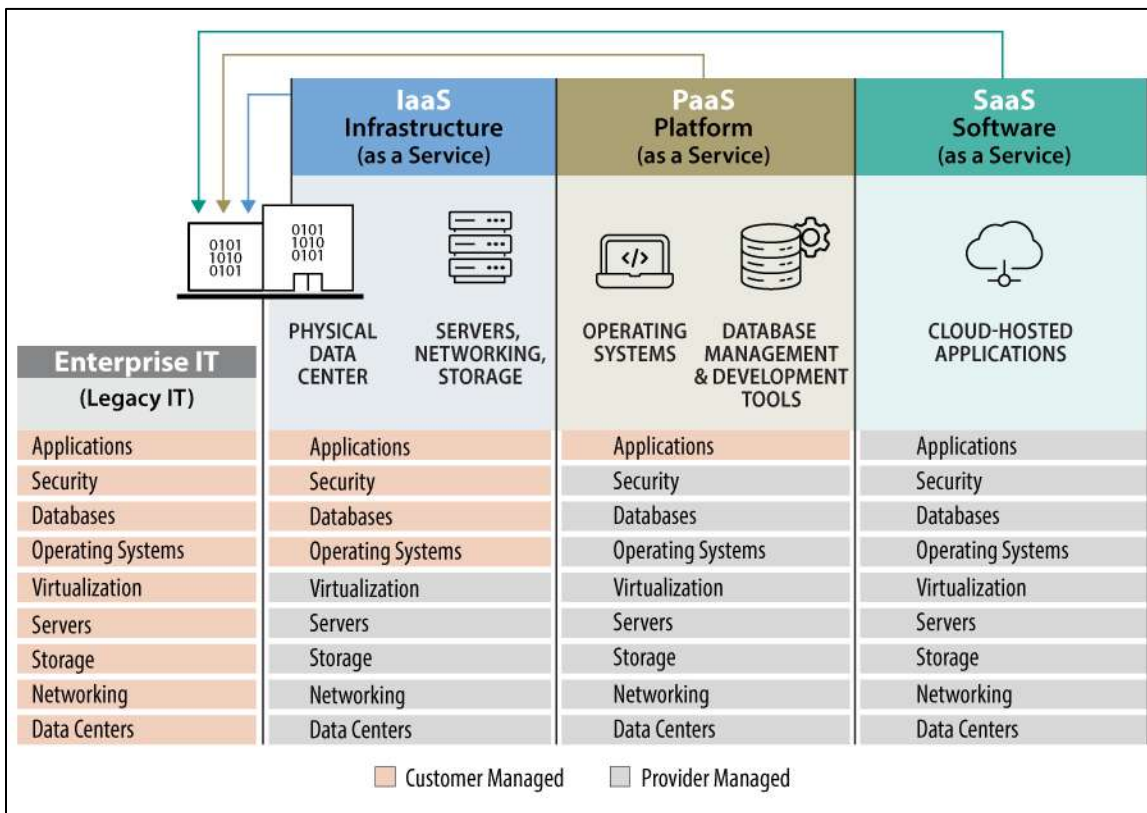 IaaS
Infrastructure
(as a Service)
PaaS
Platform
(as a Service)
SaaS
Software
(as a Service)
0101
1010
0101
0101
1010
0101
PHYSICAL
DATA
CENTER
SERVERS,
NETWORKING,
STORAGE
</>
OPERATING
SYSTEMS
DATABASE
MANAGEMENT
& DEVELOPMENT
TOOLS
CLOUD-HOSTED
APPLICATIONS
Enterprise IT
(Legacy IT)
Applications
Security
Databases
Operating Systems
Virtualization
Servers
Storage
Networking
Data Centers
Applications
Security
Databases
Operating Systems
Virtualization
Servers
Storage
Networking
Data Centers
Applications
Security
Databases
Operating Systems
Virtualization
Servers
Storage
Networking
Data Centers
Applications
Security
Databases
Operating Systems
Virtualization
Servers
Storage
Networking
Data Centers
Customer Managed
Provider Managed